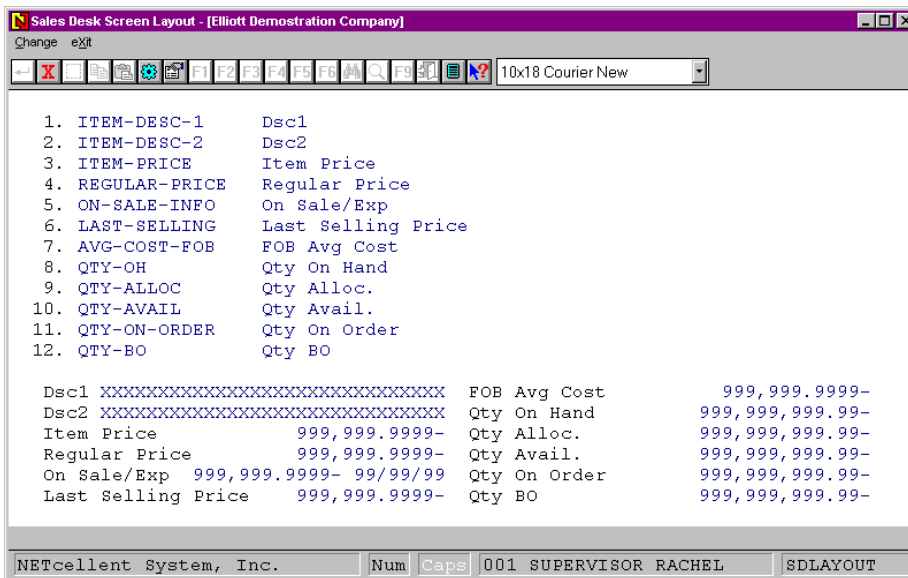 Sales Desk Screen Layout - [Elliott Demostration Company]
Change eXit
X F1 F2 F3 F4 F5 F6 F9 ? 10x18 Courier New
1. ITEM-DESC-1 Dsc1
2. ITEM-DESC-2 Dsc2
3. ITEM-PRICE Item Price
4. REGULAR-PRICE Regular Price
5. ON-SALE-INFO On Sale/Exp
6. LAST-SELLING Last Selling Price
7. AVG-COST-FOB FOB Avg Cost
8. QTY-OH Qty On Hand
9. QTY-ALLOC Qty Alloc.
10. QTY-AVAIL Qty Avail.
11. QTY-ON-ORDER Qty On Order
12. QTY-BO Qty BO
Dsc1 XXXXXXXXXXXXXXXXXXXXXXXXXXXXXX FOB Avg Cost 999,999.9999-
Dsc2 XXXXXXXXXXXXXXXXXXXXXXXXXXXXXX Qty On Hand 999,999,999.99-
Item Price 999,999.9999- Qty Alloc. 999,999,999.99-
Regular Price 999,999.9999- Qty Avail. 999,999,999.99-
On Sale/Exp 999,999.9999- 99/99/99 Qty On Order 999,999,999.99-
Last Selling Price 999,999.9999- Qty BO 999,999,999.99-
NETcellent System, Inc. Num Caps 001 SUPERVISOR RACHEL SDLAYOUT